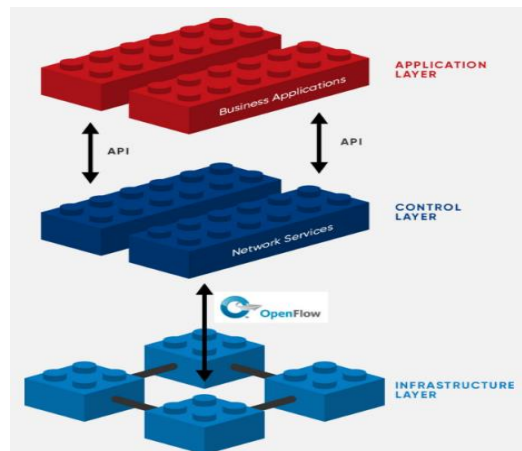 APPLICATION
LAYER
Business Applications
API
API
CONTROL
LAYER
Network Services
OpenFlow
INFRASTRUCTURE
LAYER